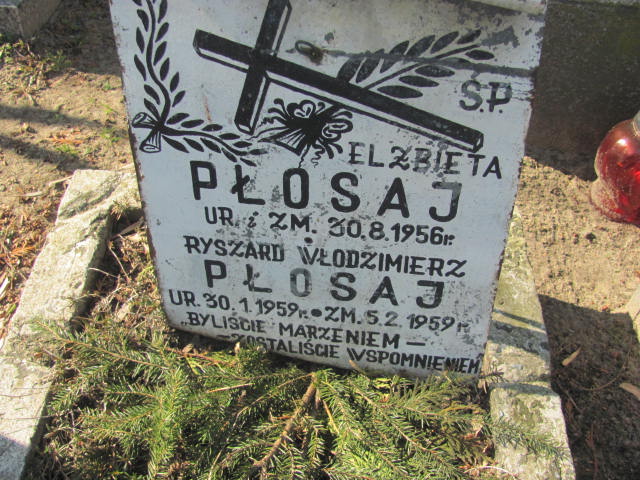 Ś.P.
ELŻBIETA
PŁOSAJ
UR. i ZM. 30.8.1956r.
RYSZARD WŁODZIMIERZ
PŁOSAJ
UR. 30.1.1959r. • ZM. 5.2.1959r.
„BYLIŚCIE MARZENIEM —
— ZOSTALIŚCIE WSPOMNIENIEM"